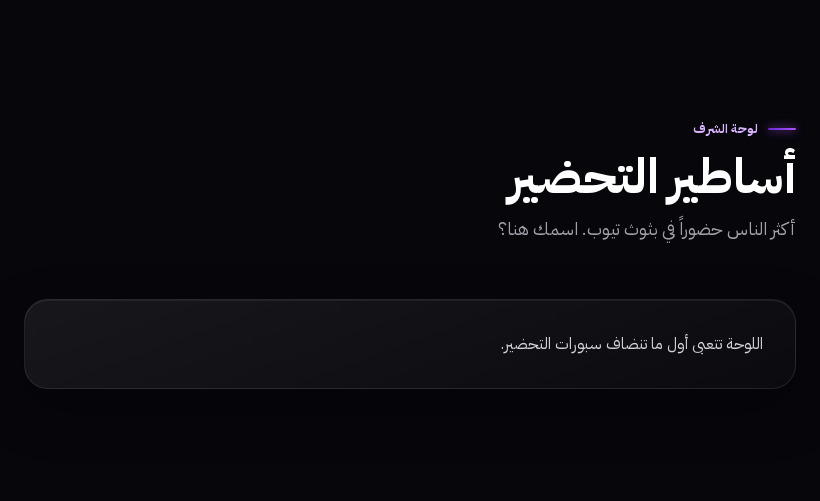 لوحة الشرف
أساطير التحضير
أكثر الناس حضوراً في بثوث تيوب. اسمك هنا؟
اللوحة تتعبى أول ما تنضاف سبورات التحضير.